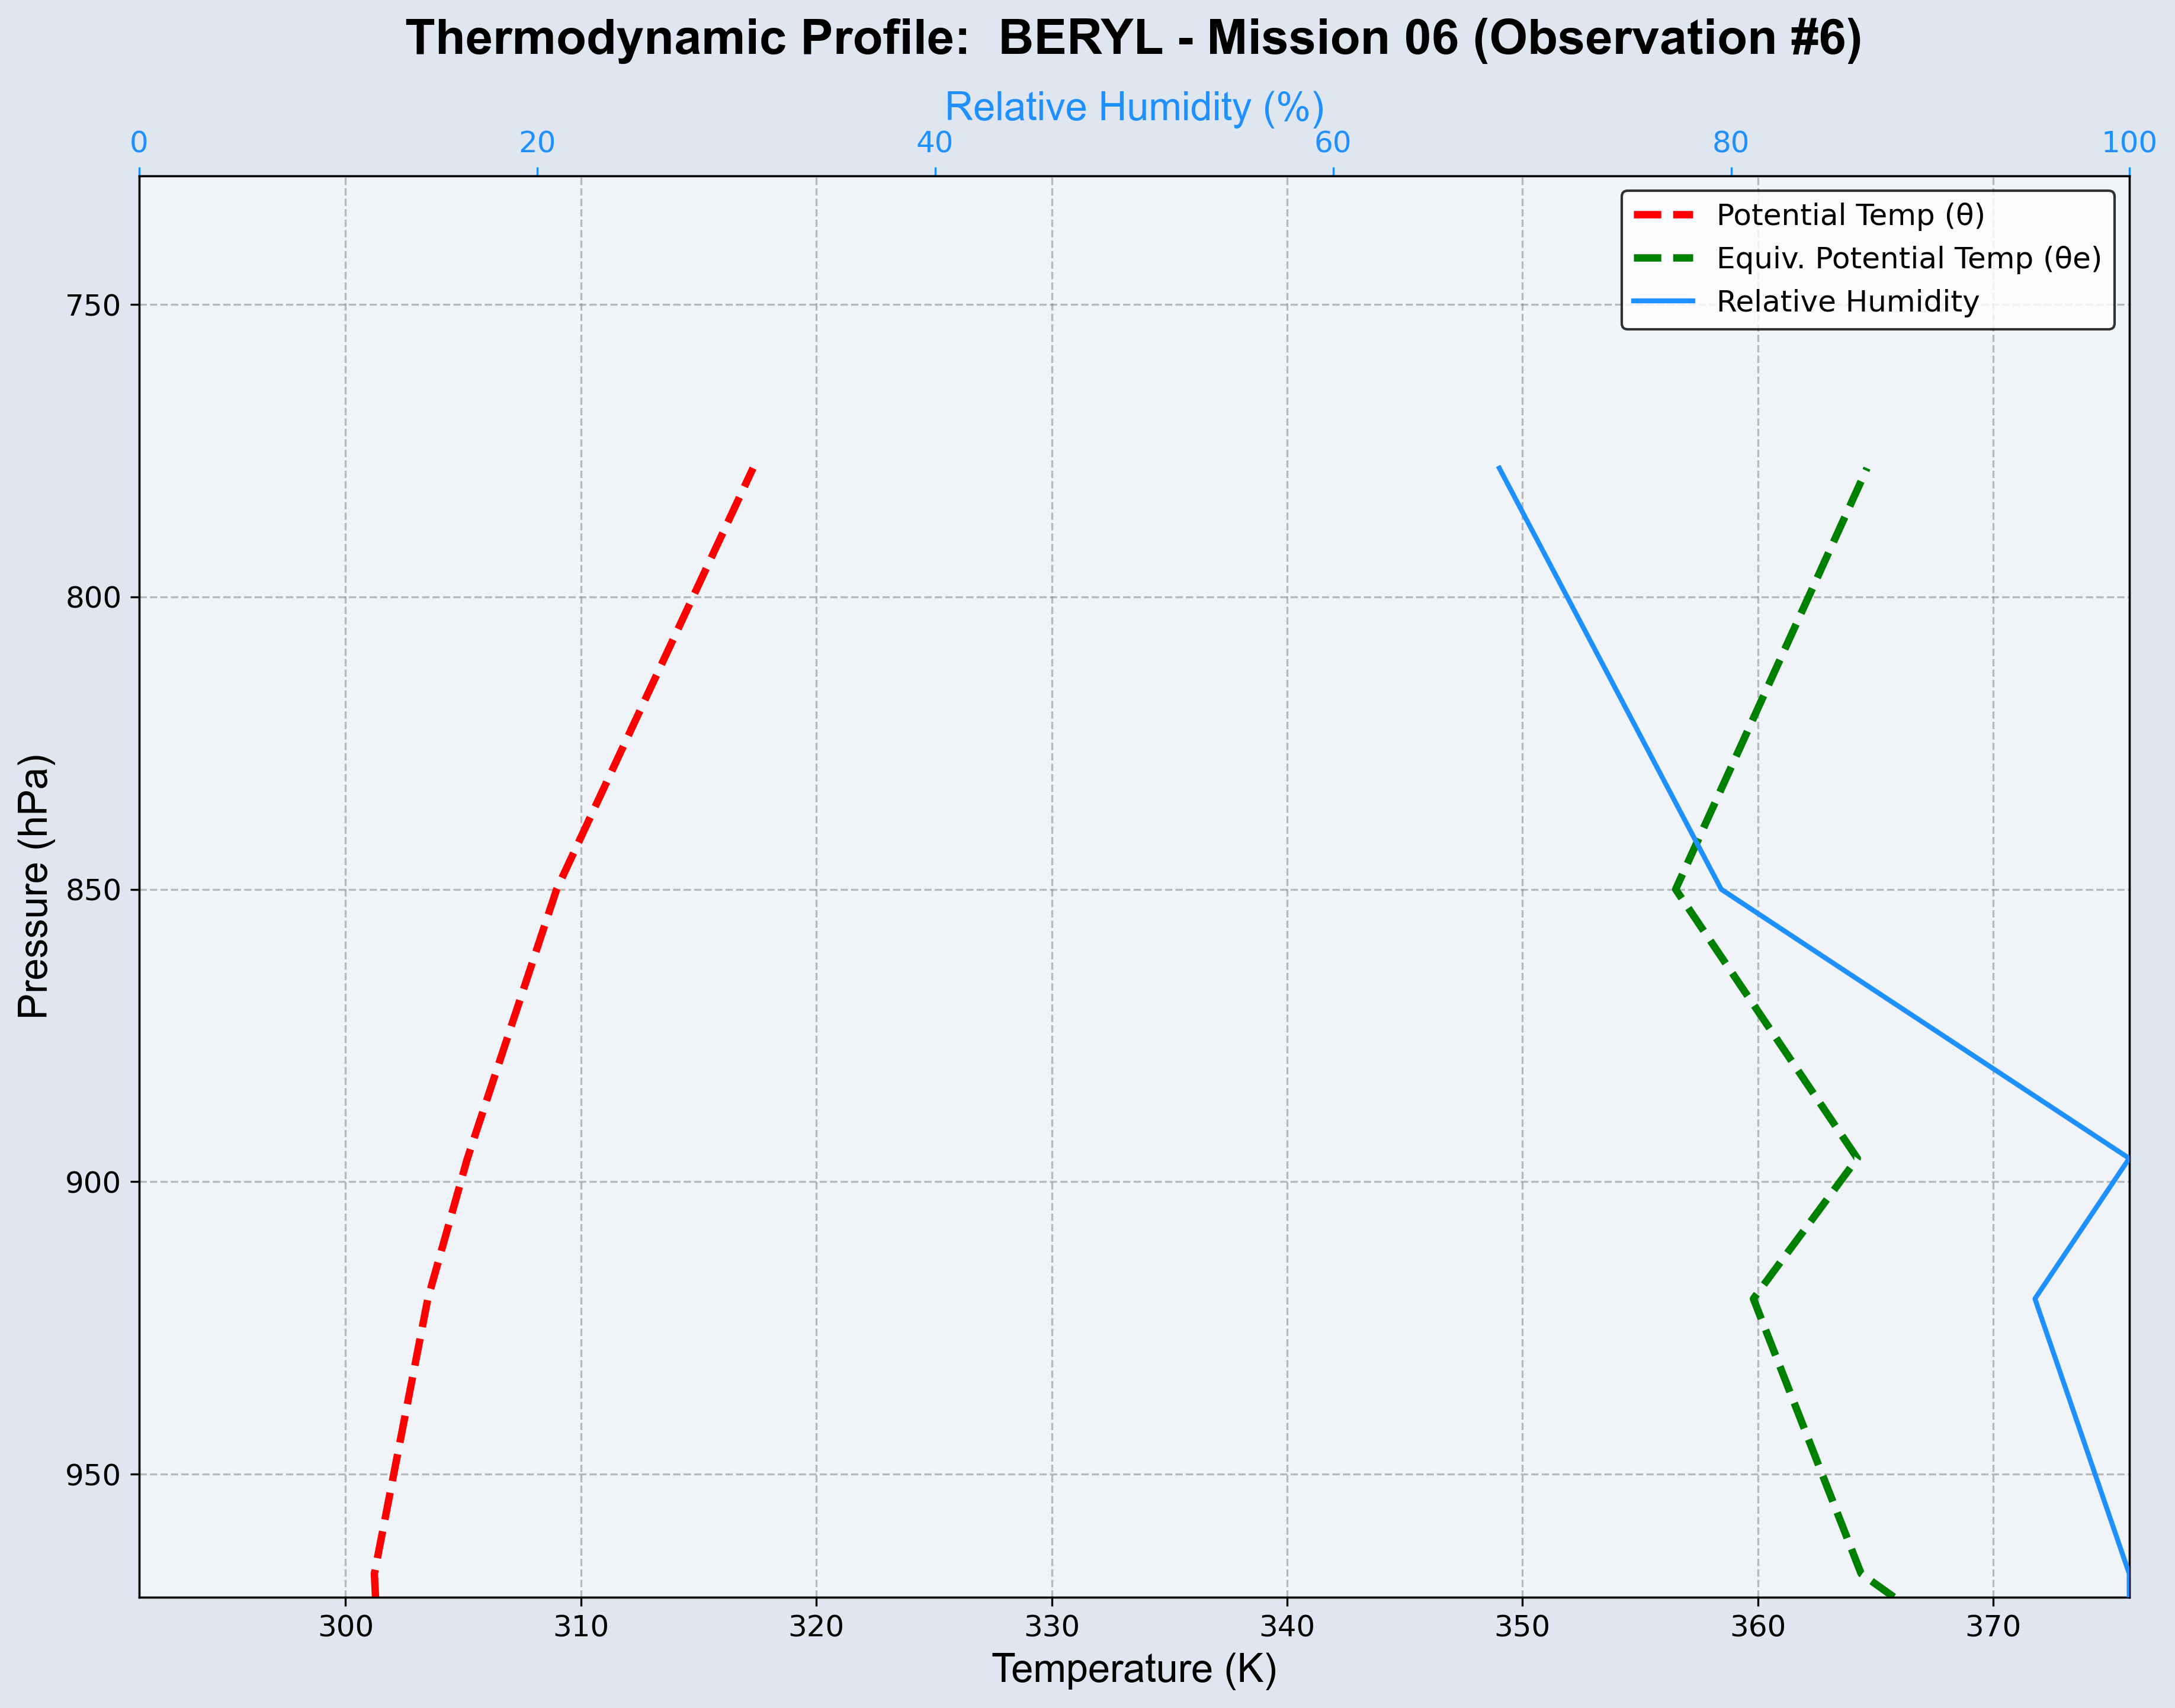 Thermodynamic Profile:  BERYL - Mission 06 (Observation #6)
Relative Humidity (%)
0 20 40 60 80 100
Potential Temp (θ)
Equiv. Potential Temp (θe)
Relative Humidity
Pressure (hPa)
750
800
850
900
950
300 310 320 330 340 350 360 370
Temperature (K)